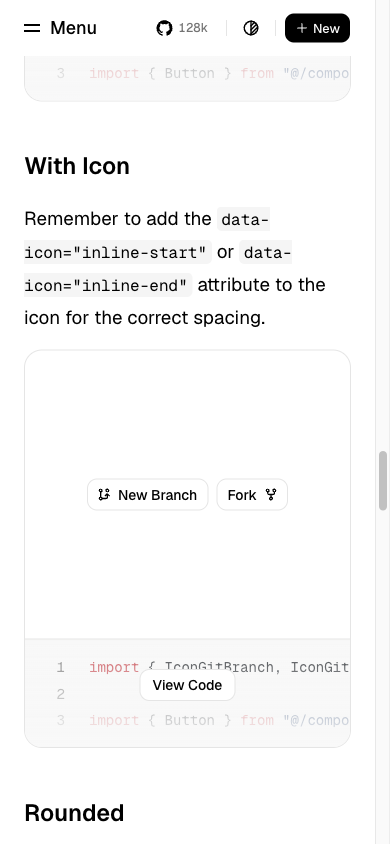 Menu 128k New
3 import { Button } from "@/compo
With Icon
Remember to add the data-
icon="inline-start" or data-
icon="inline-end" attribute to the
icon for the correct spacing.
New Branch Fork
1 import { IconGitBranch, IconGit
View Code
2
3 import { Button } from "@/compo
Rounded